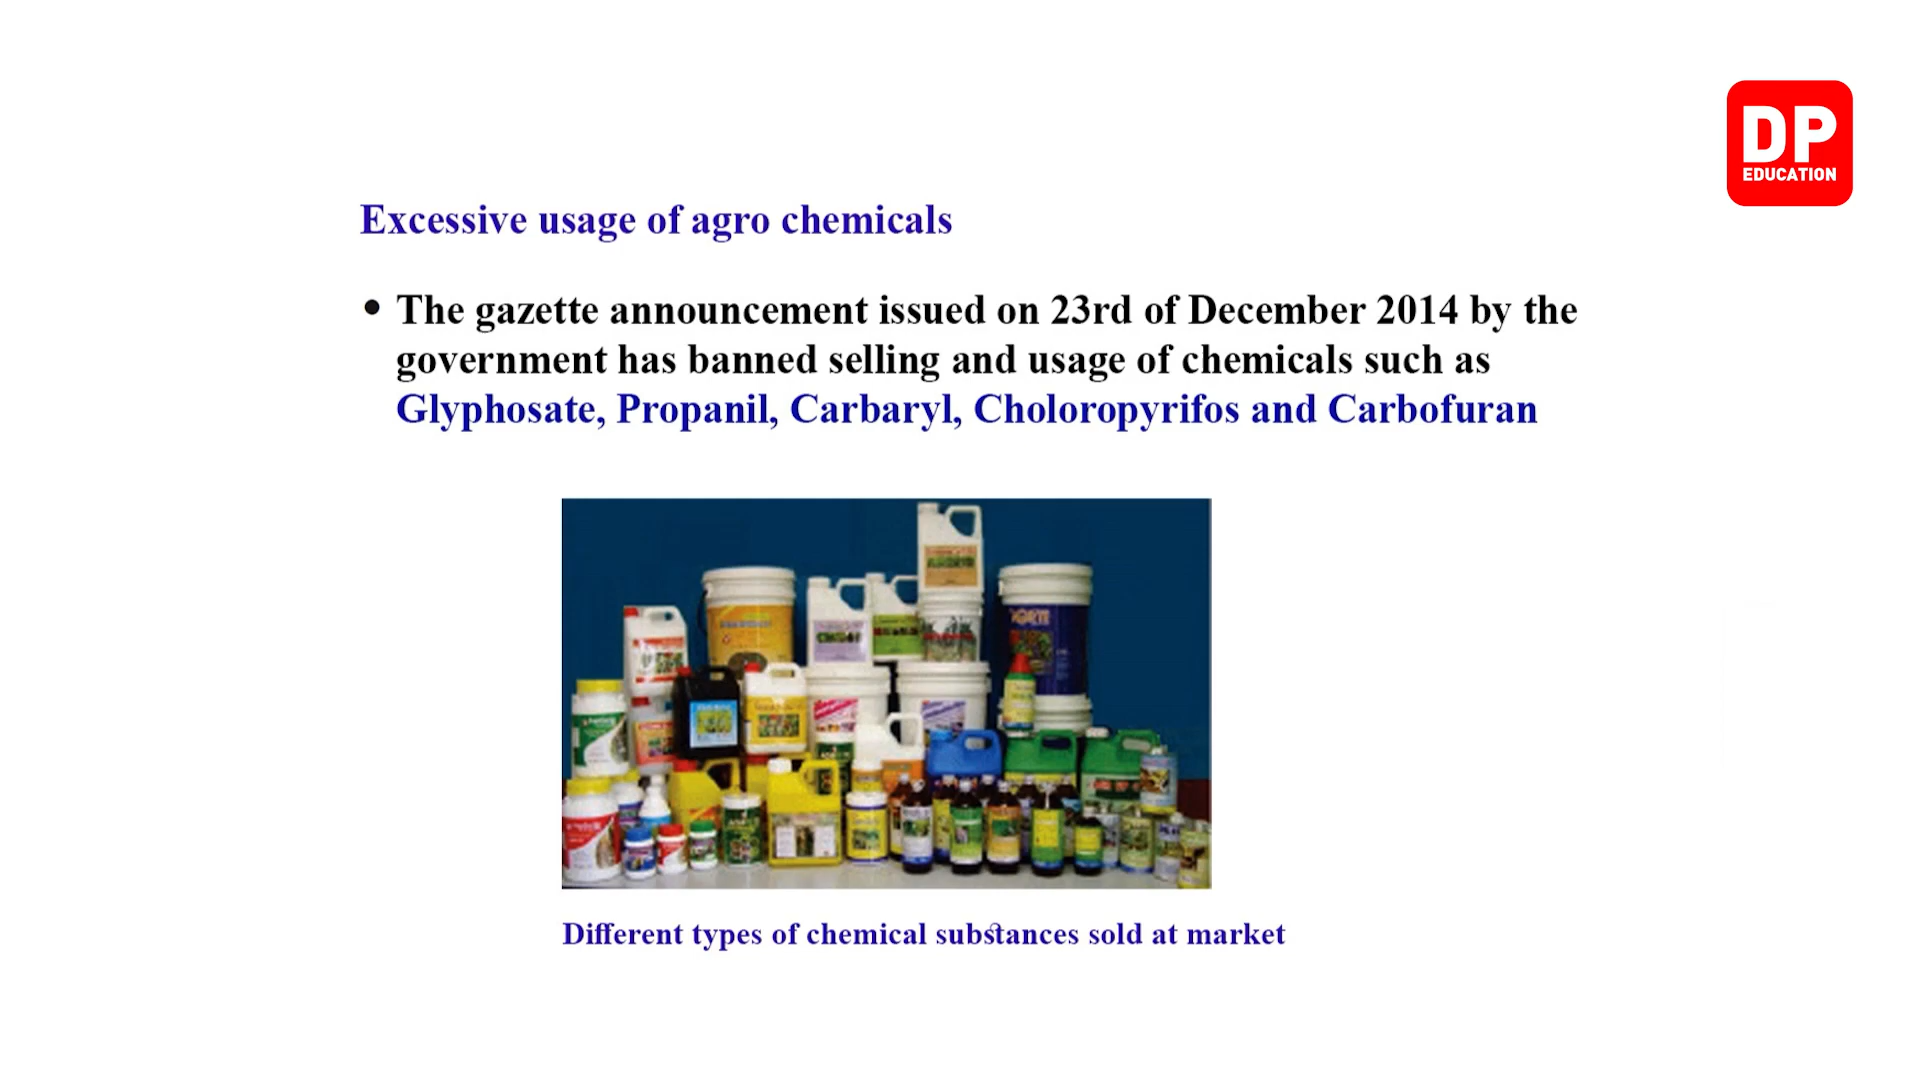 DP
EDUCATION
Excessive usage of agro chemicals
• The gazette announcement issued on 23rd of December 2014 by the
government has banned selling and usage of chemicals such as
Glyphosate, Propanil, Carbaryl, Choloropyrifos and Carbofuran
Different types of chemical substances sold at market